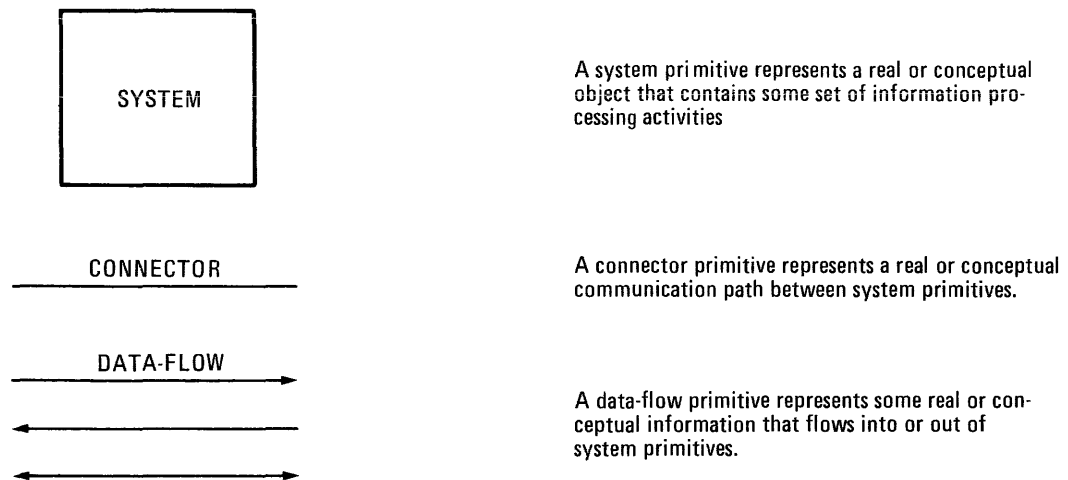 SYSTEM
A system primitive represents a real or conceptual
object that contains some set of information pro-
cessing activities
CONNECTOR
A connector primitive represents a real or conceptual
communication path between system primitives.
DATA-FLOW
A data-flow primitive represents some real or con-
ceptual information that flows into or out of
system primitives.